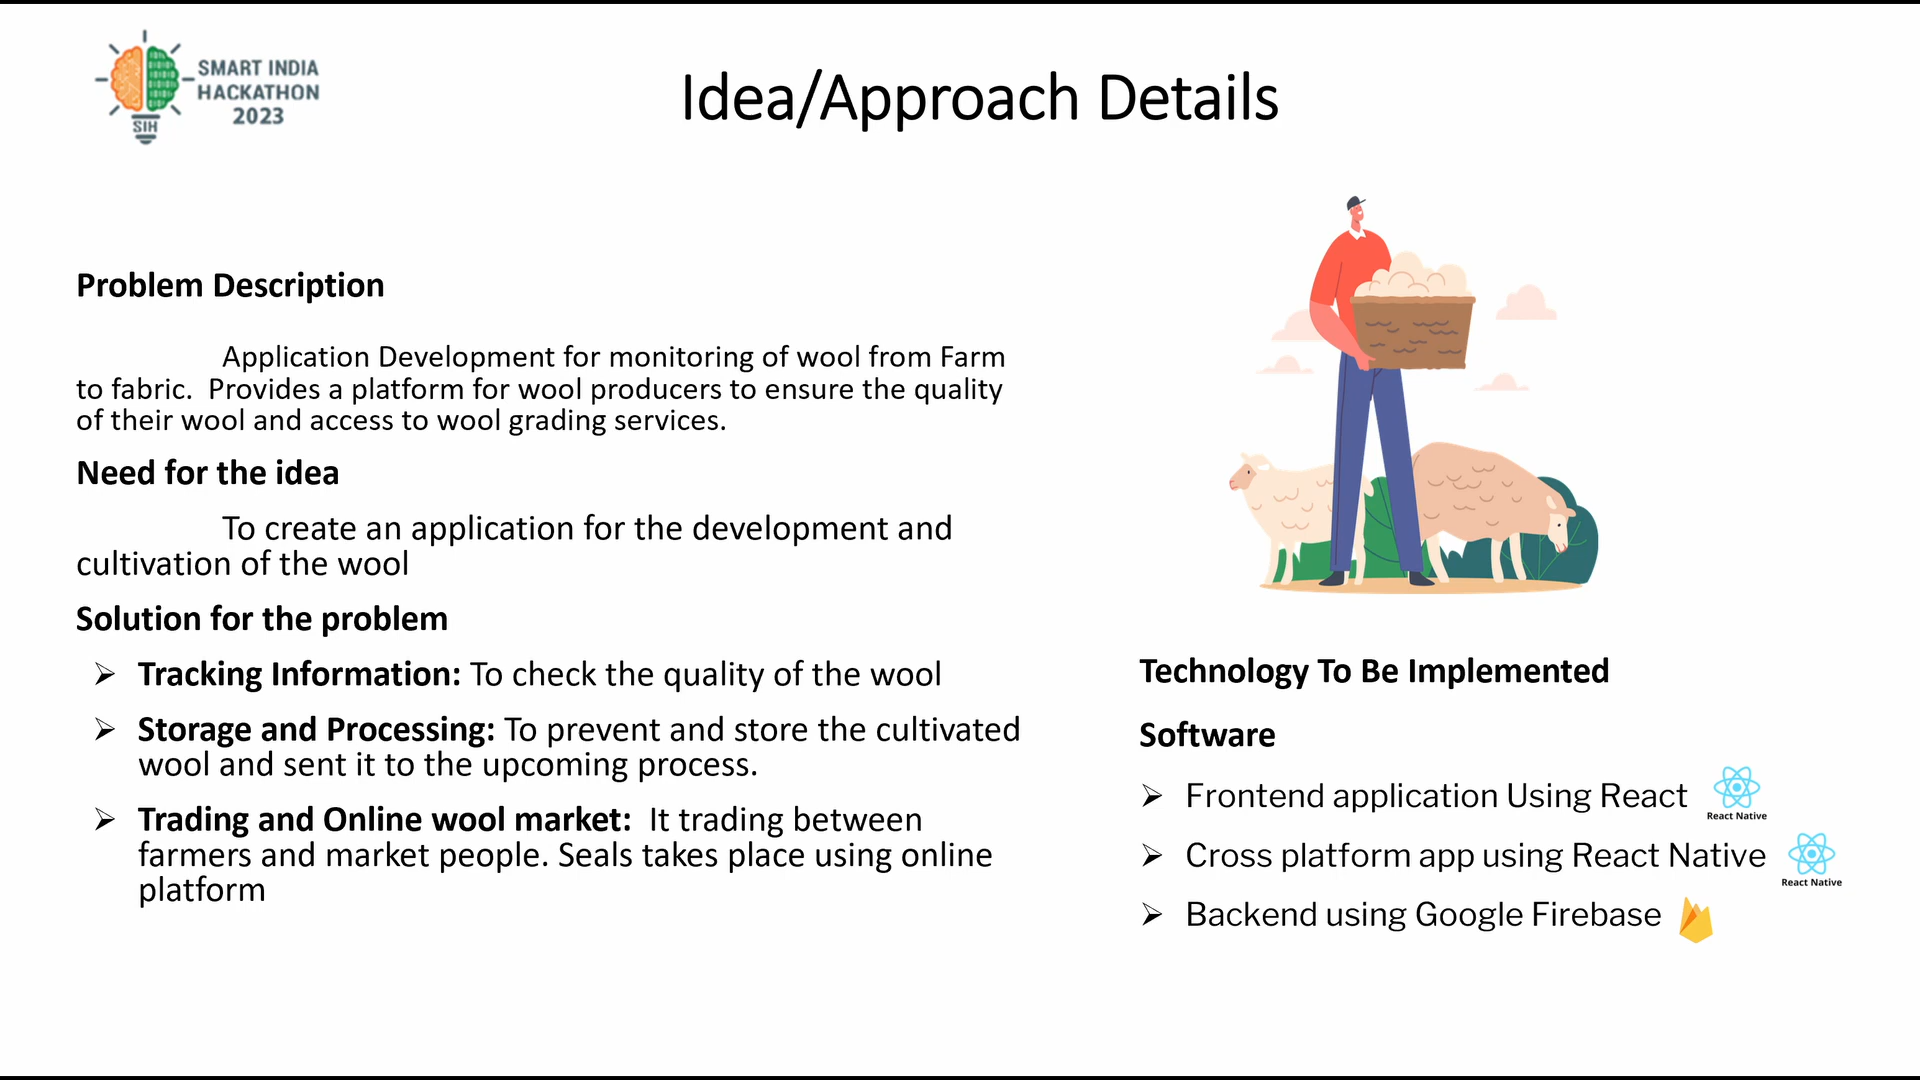 SMART INDIA
HACKATHON
2023
SIH
Idea/Approach Details
Problem Description
Application Development for monitoring of wool from Farm
to fabric.  Provides a platform for wool producers to ensure the quality
of their wool and access to wool grading services.
Need for the idea
To create an application for the development and
cultivation of the wool
Solution for the problem
➢ Tracking Information: To check the quality of the wool
➢ Storage and Processing: To prevent and store the cultivated
wool and sent it to the upcoming process.
➢ Trading and Online wool market:  It trading between
farmers and market people. Seals takes place using online
platform
Technology To Be Implemented
Software
➢ Frontend application Using React
React Native
➢ Cross platform app using React Native
React Native
➢ Backend using Google Firebase